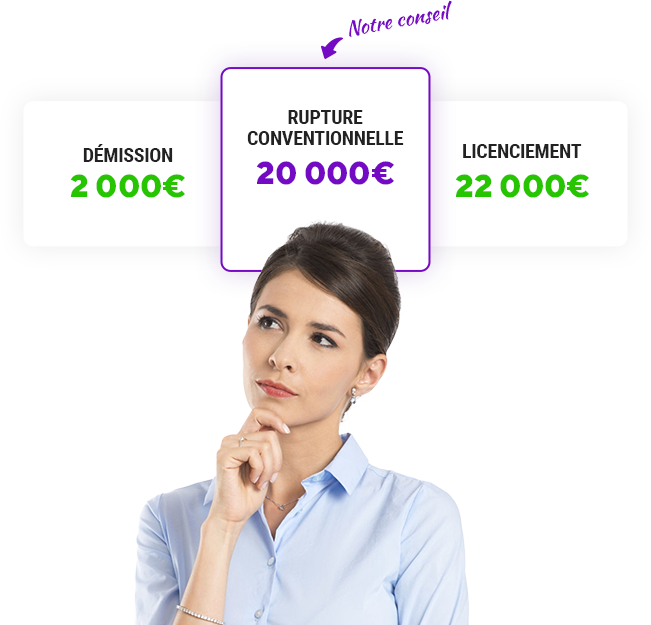 Notre conseil
RUPTURE
CONVENTIONNELLE
20 000€
DÉMISSION
2 000€
LICENCIEMENT
22 000€